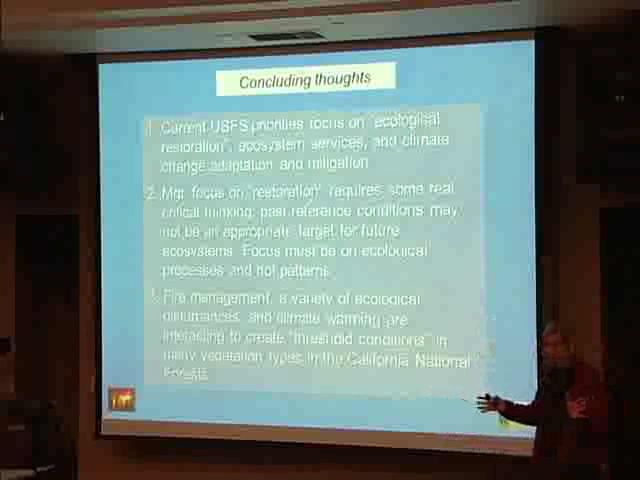 Concluding thoughts
1. Current USFS priorities focus on "ecological
restoration", ecosystem services, and climate
change adaptation and mitigation.
2. Mgt focus on "restoration" requires some real
critical thinking: past reference conditions may
not be an appropriate target for future
ecosystems. Focus must be on ecological
processes and not patterns.
Fire management, a variety of ecological
disturbances, and climate warming are
interacting to create "threshold conditions" in
many vegetation types in the California National
Forests